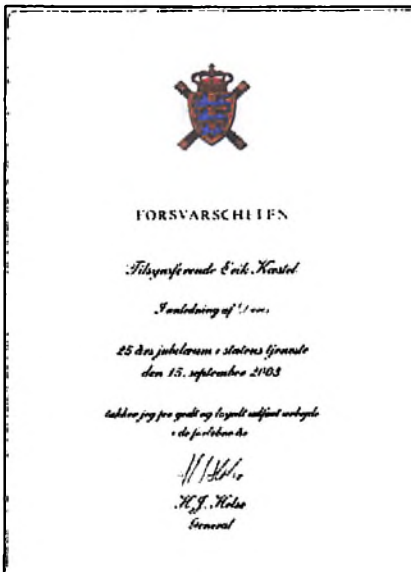 FORSVARSCHEFEN
Tilsynsførende Erik Kastel
I anledning af Deres
25 års jubilæum i statens tjeneste
den 15. september 2003
takker jeg for godt og loyalt udført arbejde
i de forløbne år
H.J. Helsø
General